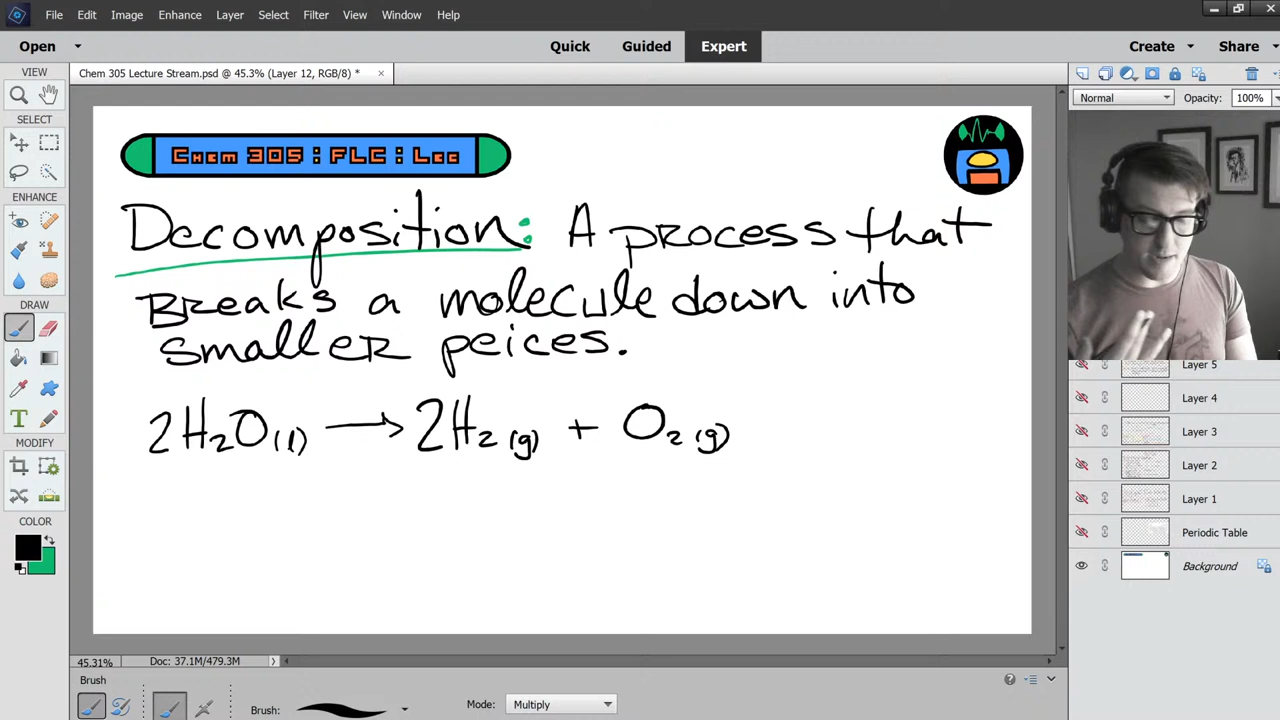 File Edit Image Enhance Layer Select Filter View Window Help
Open Quick Guided Expert Create Share
Chem 305 Lecture Stream.psd @ 45.3% (Layer 12, RGB/8) *
VIEW
SELECT
ENHANCE
DRAW
MODIFY
COLOR
Normal Opacity: 100%
Chem 305 : FLC : Lec
Decomposition: A process that
Breaks a molecule down into
smaller peices.
2H₂O(l) → 2H₂(g) + O₂(g)
Layer 5
Layer 4
Layer 3
Layer 2
Layer 1
Periodic Table
Background
45.31% Doc: 37.1M/479.3M
Brush
Brush: Mode: Multiply